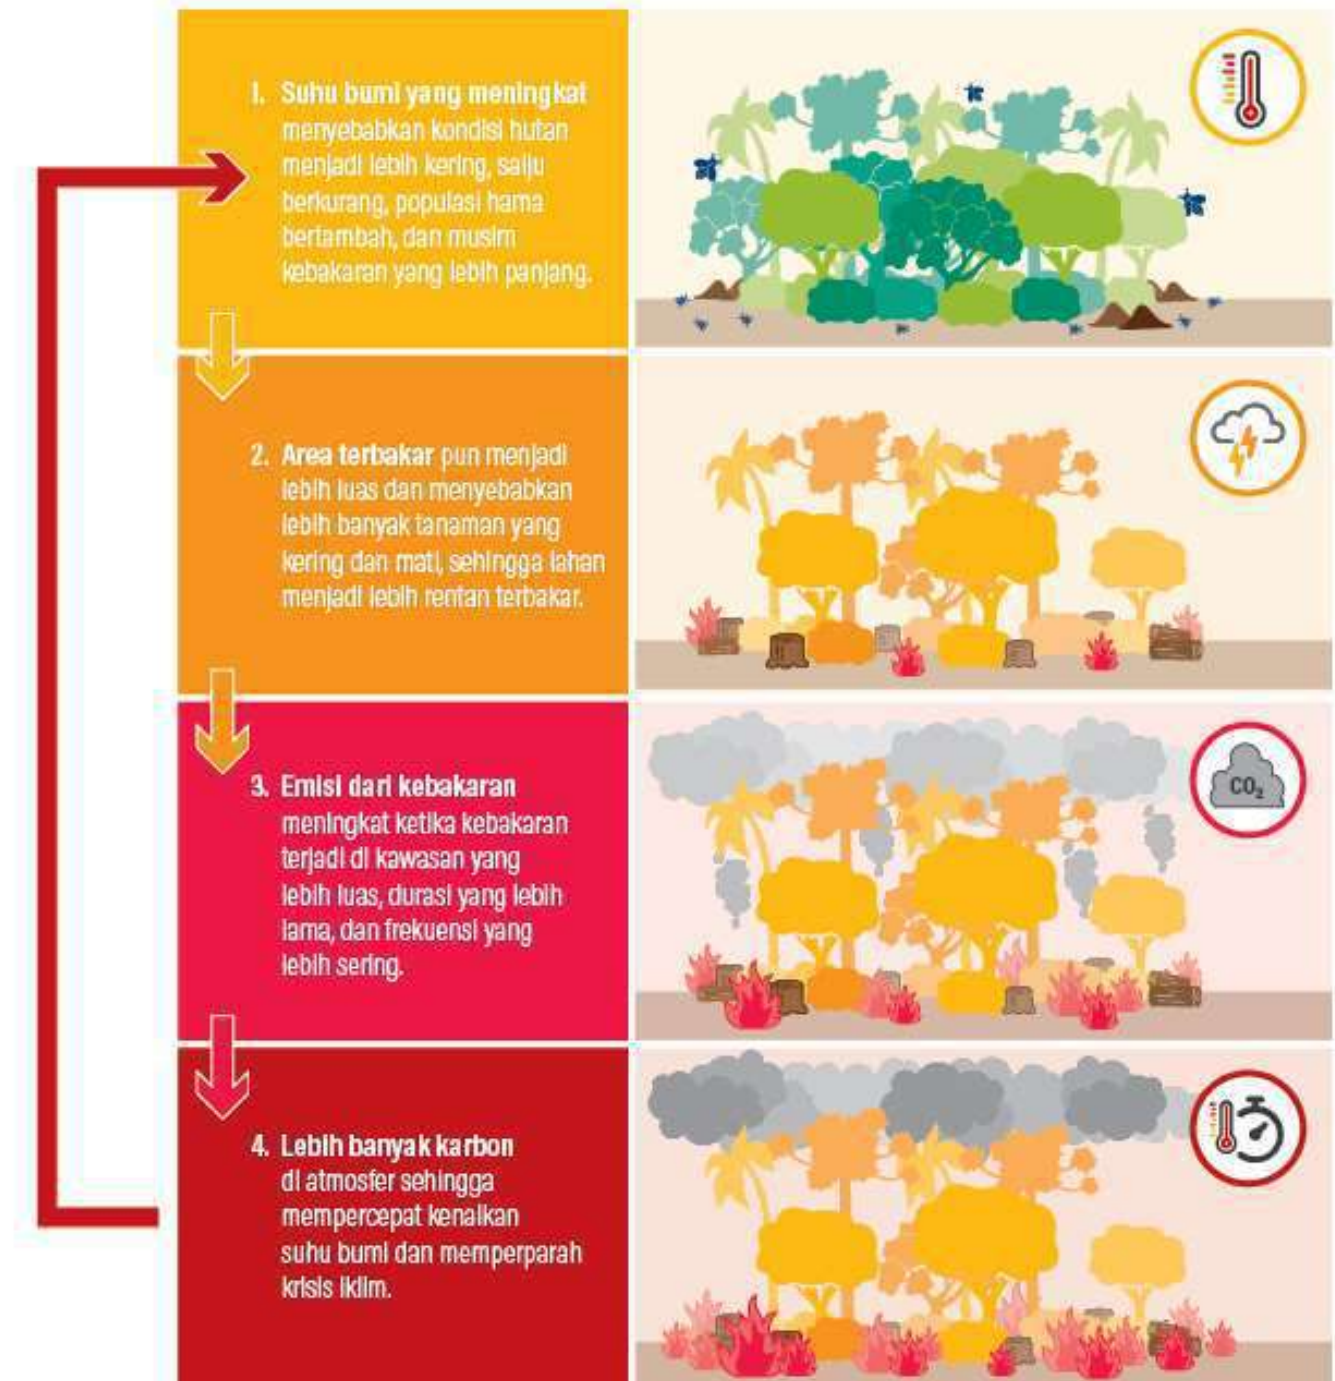 1. Suhu bumi yang meningkat
menyebabkan kondisi hutan
menjadi lebih kering, salju
berkurang, populasi hama
bertambah, dan musim
kebakaran yang lebih panjang.
2. Area terbakar pun menjadi
lebih luas dan menyebabkan
lebih banyak tanaman yang
kering dan mati, sehingga lahan
menjadi lebih rentan terbakar.
3. Emisi dari kebakaran
meningkat ketika kebakaran
terjadi di kawasan yang
lebih luas, durasi yang lebih
lama, dan frekuensi yang
lebih sering.
CO₂
4. Lebih banyak karbon
di atmosfer sehingga
mempercepat kenaikan
suhu bumi dan memperparah
krisis iklim.